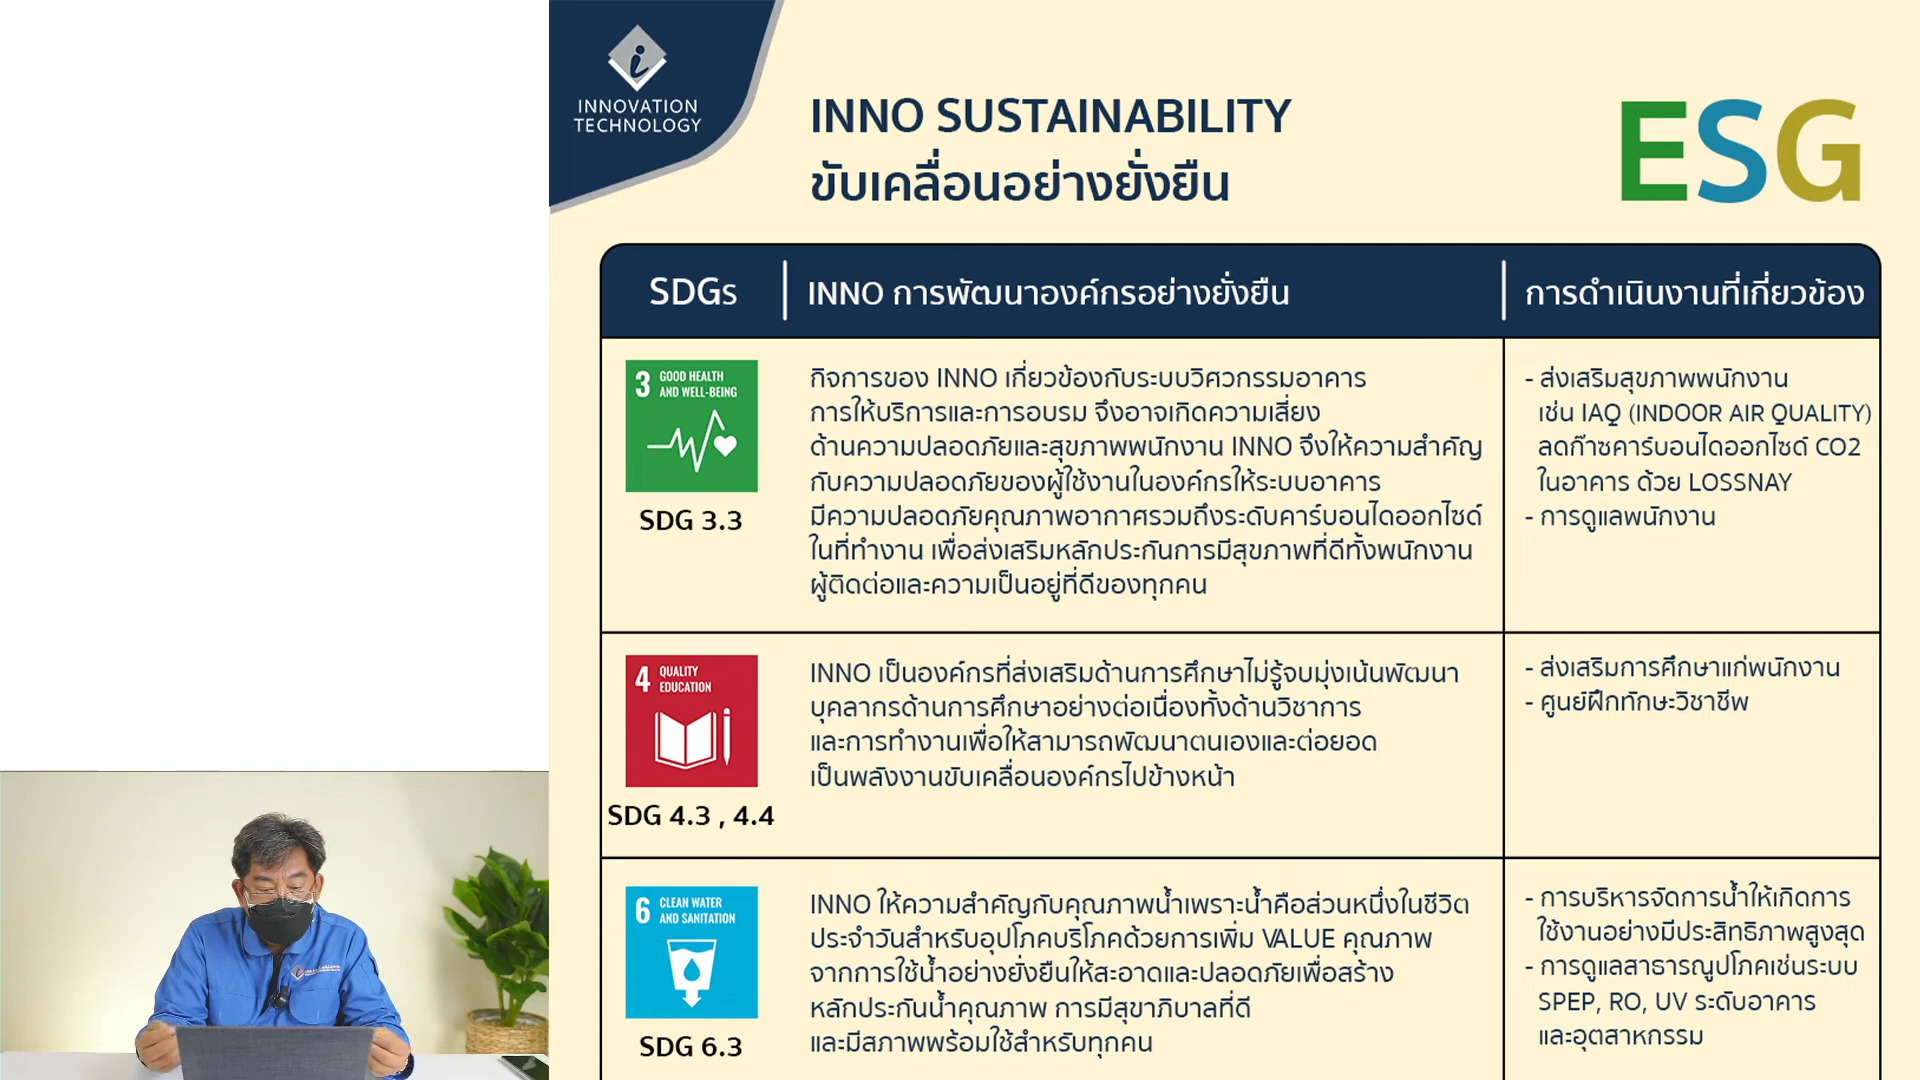 INNOVATION
TECHNOLOGY
INNO SUSTAINABILITY
ขับเคลื่อนอย่างยั่งยืน
ESG
SDGs
INNO การพัฒนาองค์กรอย่างยั่งยืน
การดำเนินงานที่เกี่ยวข้อง
3 GOOD HEALTH
AND WELL-BEING
SDG 3.3
กิจการของ INNO เกี่ยวข้องกับระบบวิศวกรรมอาคาร
การให้บริการและการอบรม จึงอาจเกิดความเสี่ยง
ด้านความปลอดภัยและสุขภาพพนักงาน INNO จึงให้ความสำคัญ
กับความปลอดภัยของผู้ใช้งานในองค์กรให้ระบบอาคาร
มีความปลอดภัยคุณภาพอากาศรวมถึงระดับคาร์บอนไดออกไซด์
ในที่ทำงาน เพื่อส่งเสริมหลักประกันการมีสุขภาพที่ดีทั้งพนักงาน
ผู้ติดต่อและความเป็นอยู่ที่ดีของทุกคน
- ส่งเสริมสุขภาพพนักงาน
เช่น IAQ (INDOOR AIR QUALITY)
ลดก๊าซคาร์บอนไดออกไซด์ CO2
ในอาคาร ด้วย LOSSNAY
- การดูแลพนักงาน
4 QUALITY
EDUCATION
SDG 4.3 , 4.4
INNO เป็นองค์กรที่ส่งเสริมด้านการศึกษาไม่รู้จบมุ่งเน้นพัฒนา
บุคลากรด้านการศึกษาอย่างต่อเนื่องทั้งด้านวิชาการ
และการทำงานเพื่อให้สามารถพัฒนาตนเองและต่อยอด
เป็นพลังงานขับเคลื่อนองค์กรไปข้างหน้า
- ส่งเสริมการศึกษาแก่พนักงาน
- ศูนย์ฝึกทักษะวิชาชีพ
6 CLEAN WATER
AND SANITATION
SDG 6.3
INNO ให้ความสำคัญกับคุณภาพน้ำเพราะน้ำคือส่วนหนึ่งในชีวิต
ประจำวันสำหรับอุปโภคบริโภคด้วยการเพิ่ม VALUE คุณภาพ
จากการใช้น้ำอย่างยั่งยืนให้สะอาดและปลอดภัยเพื่อสร้าง
หลักประกันน้ำคุณภาพ การมีสุขาภิบาลที่ดี
และมีสภาพพร้อมใช้สำหรับทุกคน
- การบริหารจัดการน้ำให้เกิดการ
ใช้งานอย่างมีประสิทธิภาพสูงสุด
- การดูแลสาธารณูปโภคเช่นระบบ
SPEP, RO, UV ระดับอาคาร
และอุตสาหกรรม